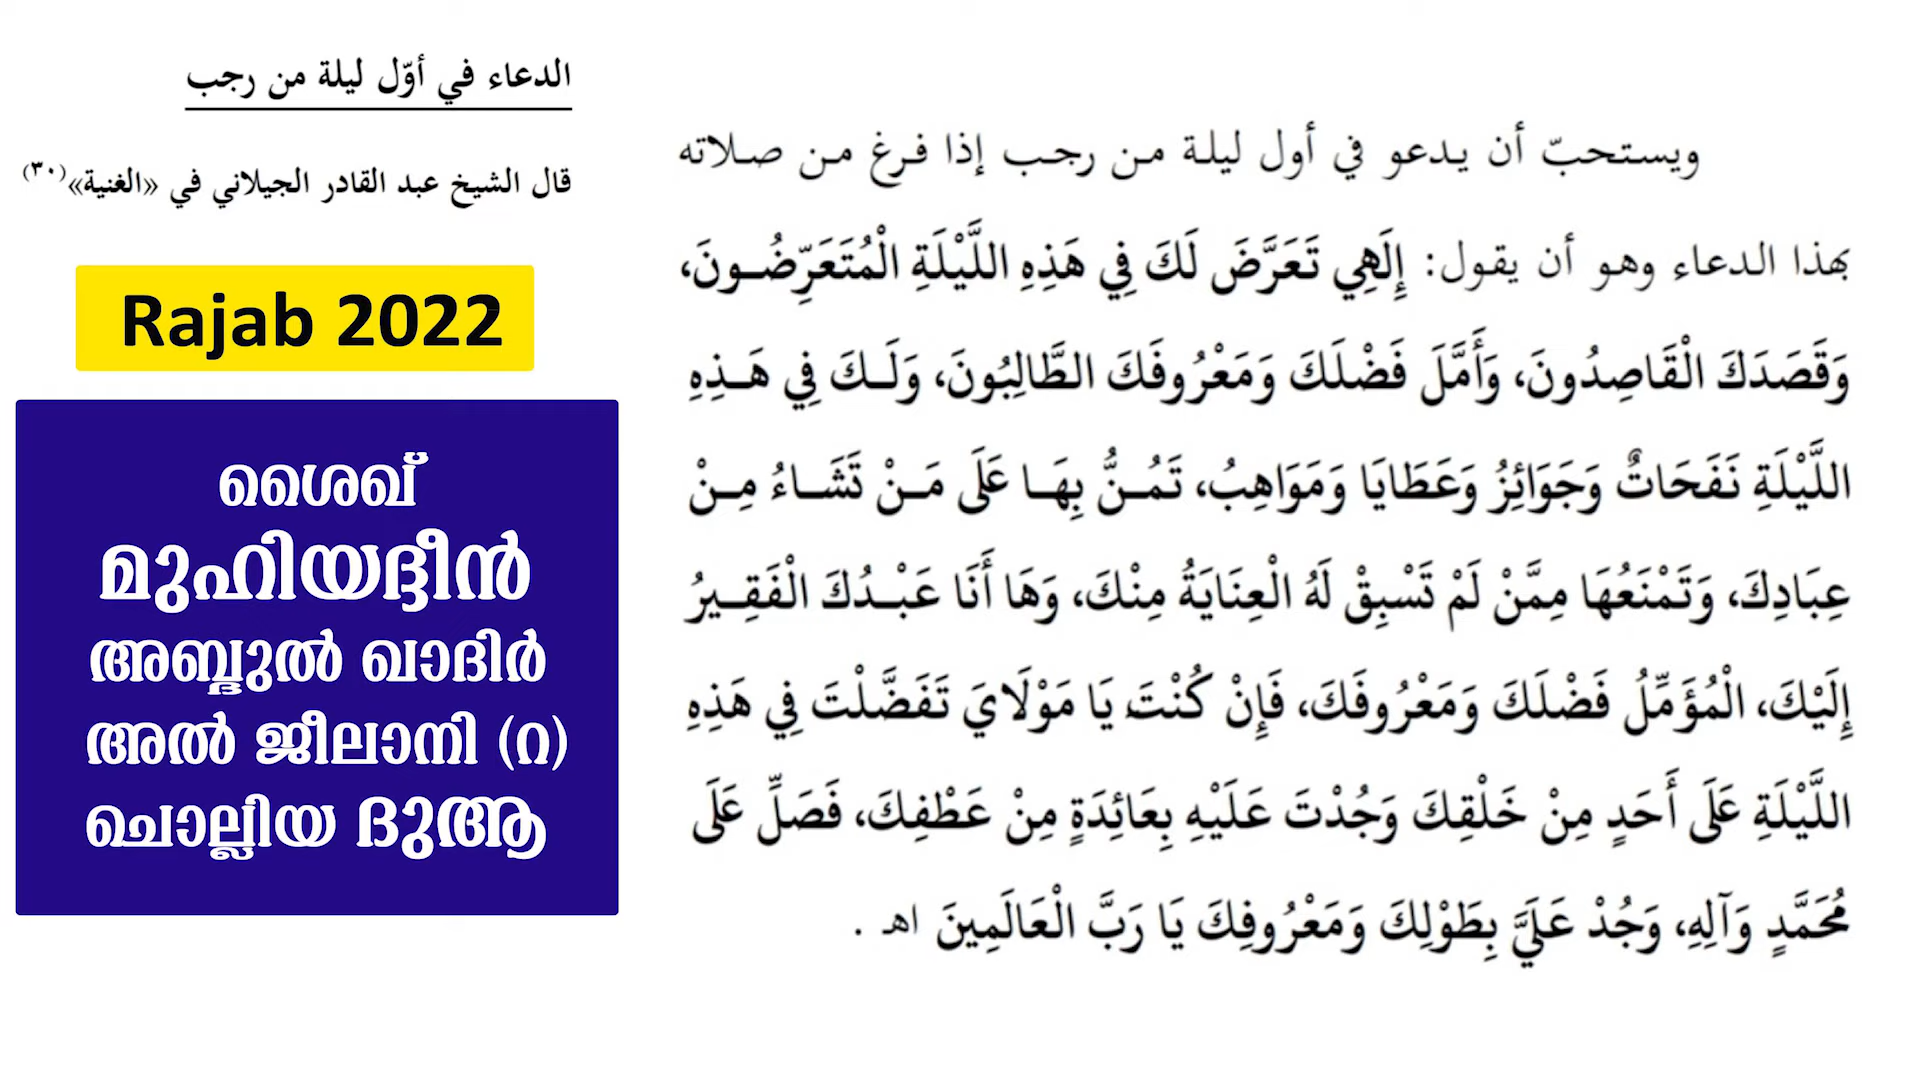 الدعاء في أوّل ليلة من رجب
قال الشيخ عبد القادر الجيلاني في «الغنية»(٣٠)
Rajab 2022
ശൈഖ്
മുഹിയദ്ദീൻ
അബ്ദുൽ ഖാദിർ
അൽ ജീലാനി (റ)
ചൊല്ലിയ ദുആ
ويستحبّ أن يدعو في أول ليلة من رجب إذا فرغ من صلاته
بهذا الدعاء وهو أن يقول: إِلَهِي تَعَرَّضَ لَكَ فِي هَذِهِ اللَّيْلَةِ الْمُتَعَرِّضُونَ،
وَقَصَدَكَ الْقَاصِدُونَ، وَأَمَّلَ فَضْلَكَ وَمَعْرُوفَكَ الطَّالِبُونَ، وَلَكَ فِي هَذِهِ
اللَّيْلَةِ نَفَحَاتٌ وَجَوَائِزُ وَعَطَايَا وَمَوَاهِبُ، تَمُنُّ بِهَا عَلَى مَنْ تَشَاءُ مِنْ
عِبَادِكَ، وَتَمْنَعُهَا مِمَّنْ لَمْ تَسْبِقْ لَهُ الْعِنَايَةُ مِنْكَ، وَهَا أَنَا عَبْدُكَ الْفَقِيرُ
إِلَيْكَ، الْمُؤَمِّلُ فَضْلَكَ وَمَعْرُوفَكَ، فَإِنْ كُنْتَ يَا مَوْلَايَ تَفَضَّلْتَ فِي هَذِهِ
اللَّيْلَةِ عَلَى أَحَدٍ مِنْ خَلْقِكَ وَجُدْتَ عَلَيْهِ بِعَائِدَةٍ مِنْ عَطْفِكَ، فَصَلِّ عَلَى
مُحَمَّدٍ وَآلِهِ، وَجُدْ عَلَيَّ بِطَوْلِكَ وَمَعْرُوفِكَ يَا رَبَّ الْعَالَمِينَ اهـ .